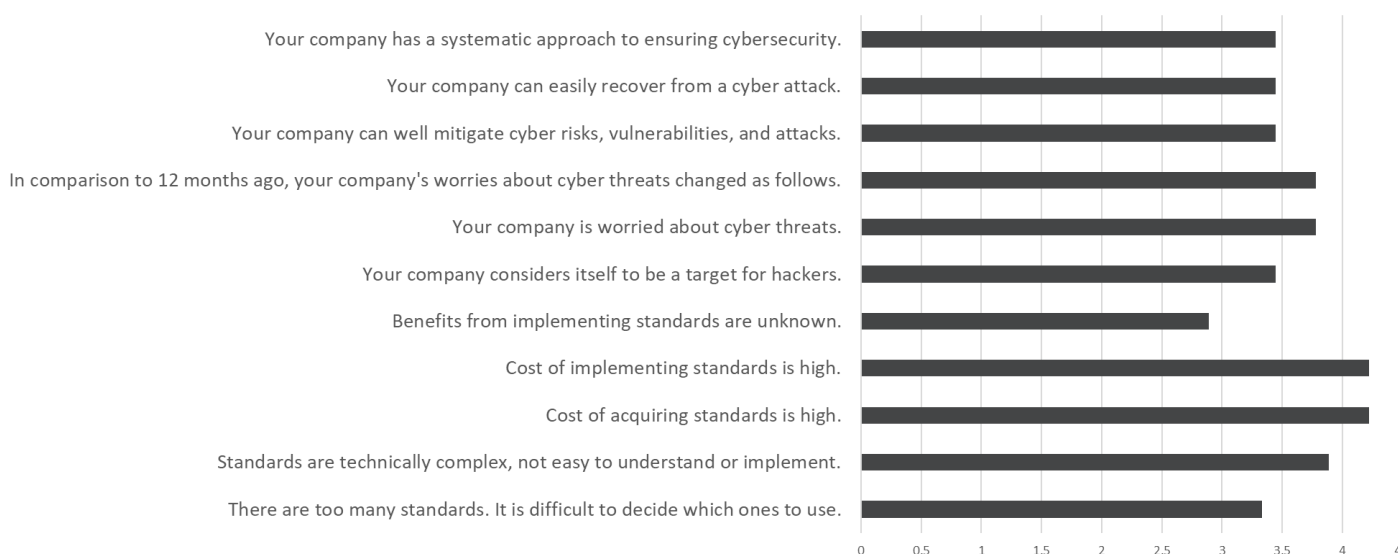 Your company has a systematic approach to ensuring cybersecurity.
Your company can easily recover from a cyber attack.
Your company can well mitigate cyber risks, vulnerabilities, and attacks.
In comparison to 12 months ago, your company's worries about cyber threats changed as follows.
Your company is worried about cyber threats.
Your company considers itself to be a target for hackers.
Benefits from implementing standards are unknown.
Cost of implementing standards is high.
Cost of acquiring standards is high.
Standards are technically complex, not easy to understand or implement.
There are too many standards. It is difficult to decide which ones to use.
0 0.5 1 1.5 2 2.5 3 3.5 4